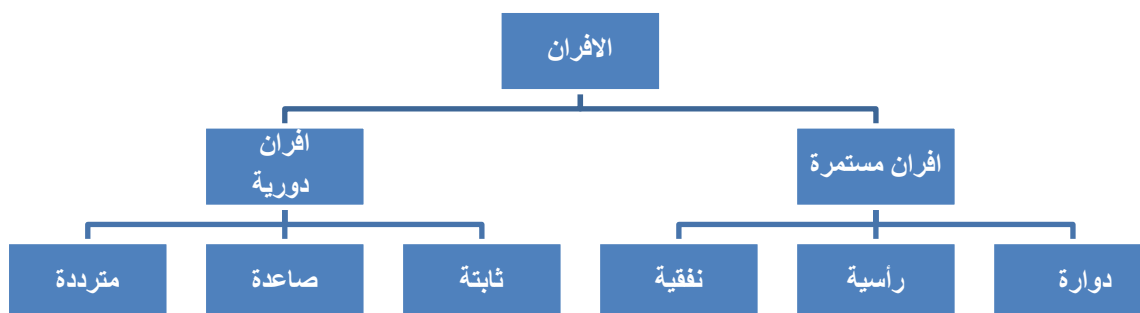 الافران
افران مستمرة
افران
دورية
دوارة
رأسية
نفقية
ثابتة
صاعدة
مترددة